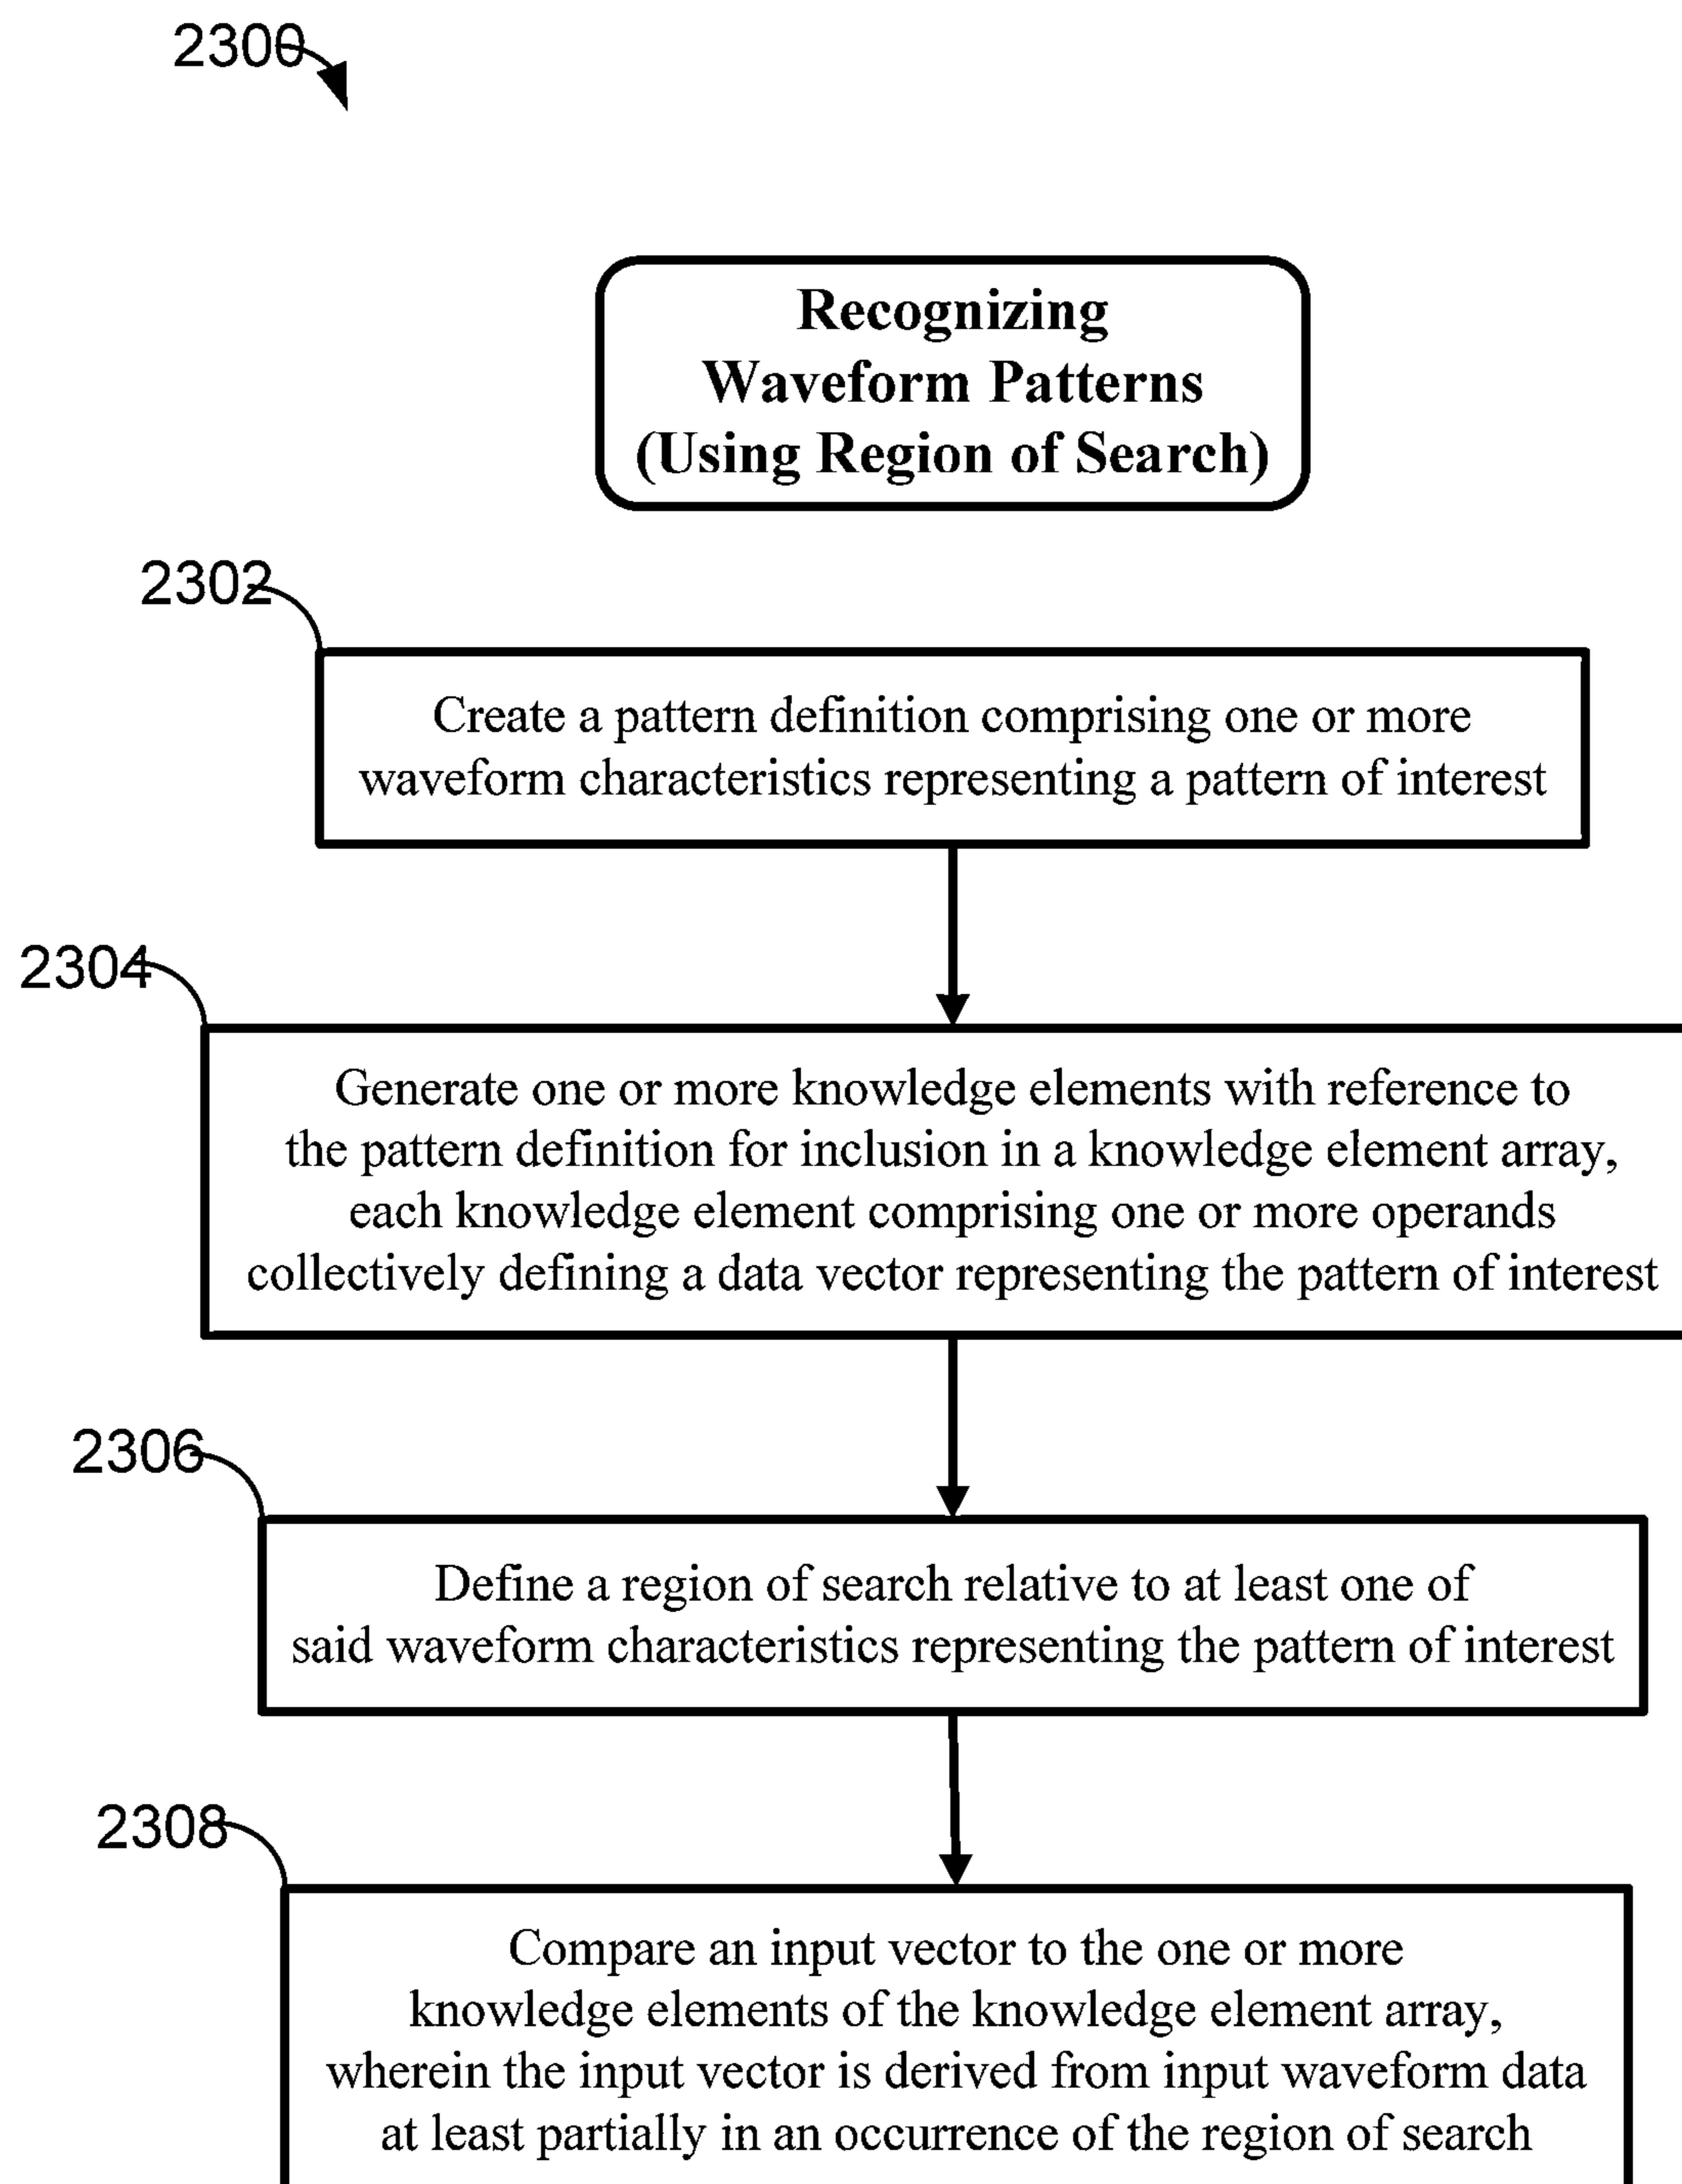 2300
Recognizing
Waveform Patterns
(Using Region of Search)
2302
Create a pattern definition comprising one or more
waveform characteristics representing a pattern of interest
2304
Generate one or more knowledge elements with reference to
the pattern definition for inclusion in a knowledge element array,
each knowledge element comprising one or more operands
collectively defining a data vector representing the pattern of interest
2306
Define a region of search relative to at least one of
said waveform characteristics representing the pattern of interest
2308
Compare an input vector to the one or more
knowledge elements of the knowledge element array,
wherein the input vector is derived from input waveform data
at least partially in an occurrence of the region of search